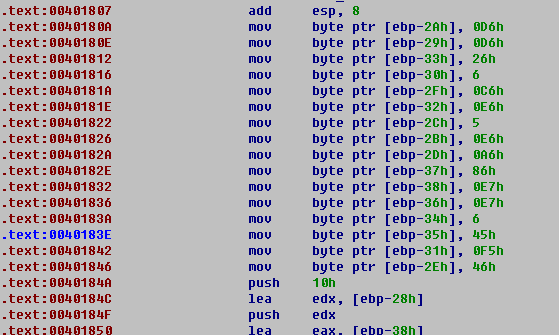 .text:00401807 add esp, 8
.text:0040180A mov byte ptr [ebp-2Ah], 0D6h
.text:0040180E mov byte ptr [ebp-29h], 0D6h
.text:00401812 mov byte ptr [ebp-33h], 26h
.text:00401816 mov byte ptr [ebp-30h], 6
.text:0040181A mov byte ptr [ebp-2Fh], 0C6h
.text:0040181E mov byte ptr [ebp-32h], 0E6h
.text:00401822 mov byte ptr [ebp-2Ch], 5
.text:00401826 mov byte ptr [ebp-2Bh], 0E6h
.text:0040182A mov byte ptr [ebp-2Dh], 0A6h
.text:0040182E mov byte ptr [ebp-37h], 86h
.text:00401832 mov byte ptr [ebp-38h], 0E7h
.text:00401836 mov byte ptr [ebp-36h], 0E7h
.text:0040183A mov byte ptr [ebp-34h], 6
.text:0040183E mov byte ptr [ebp-35h], 45h
.text:00401842 mov byte ptr [ebp-31h], 0F5h
.text:00401846 mov byte ptr [ebp-2Eh], 46h
.text:0040184A push 10h
.text:0040184C lea edx, [ebp-28h]
.text:0040184F push edx
.text:00401850 lea eax, [ebp-38h]